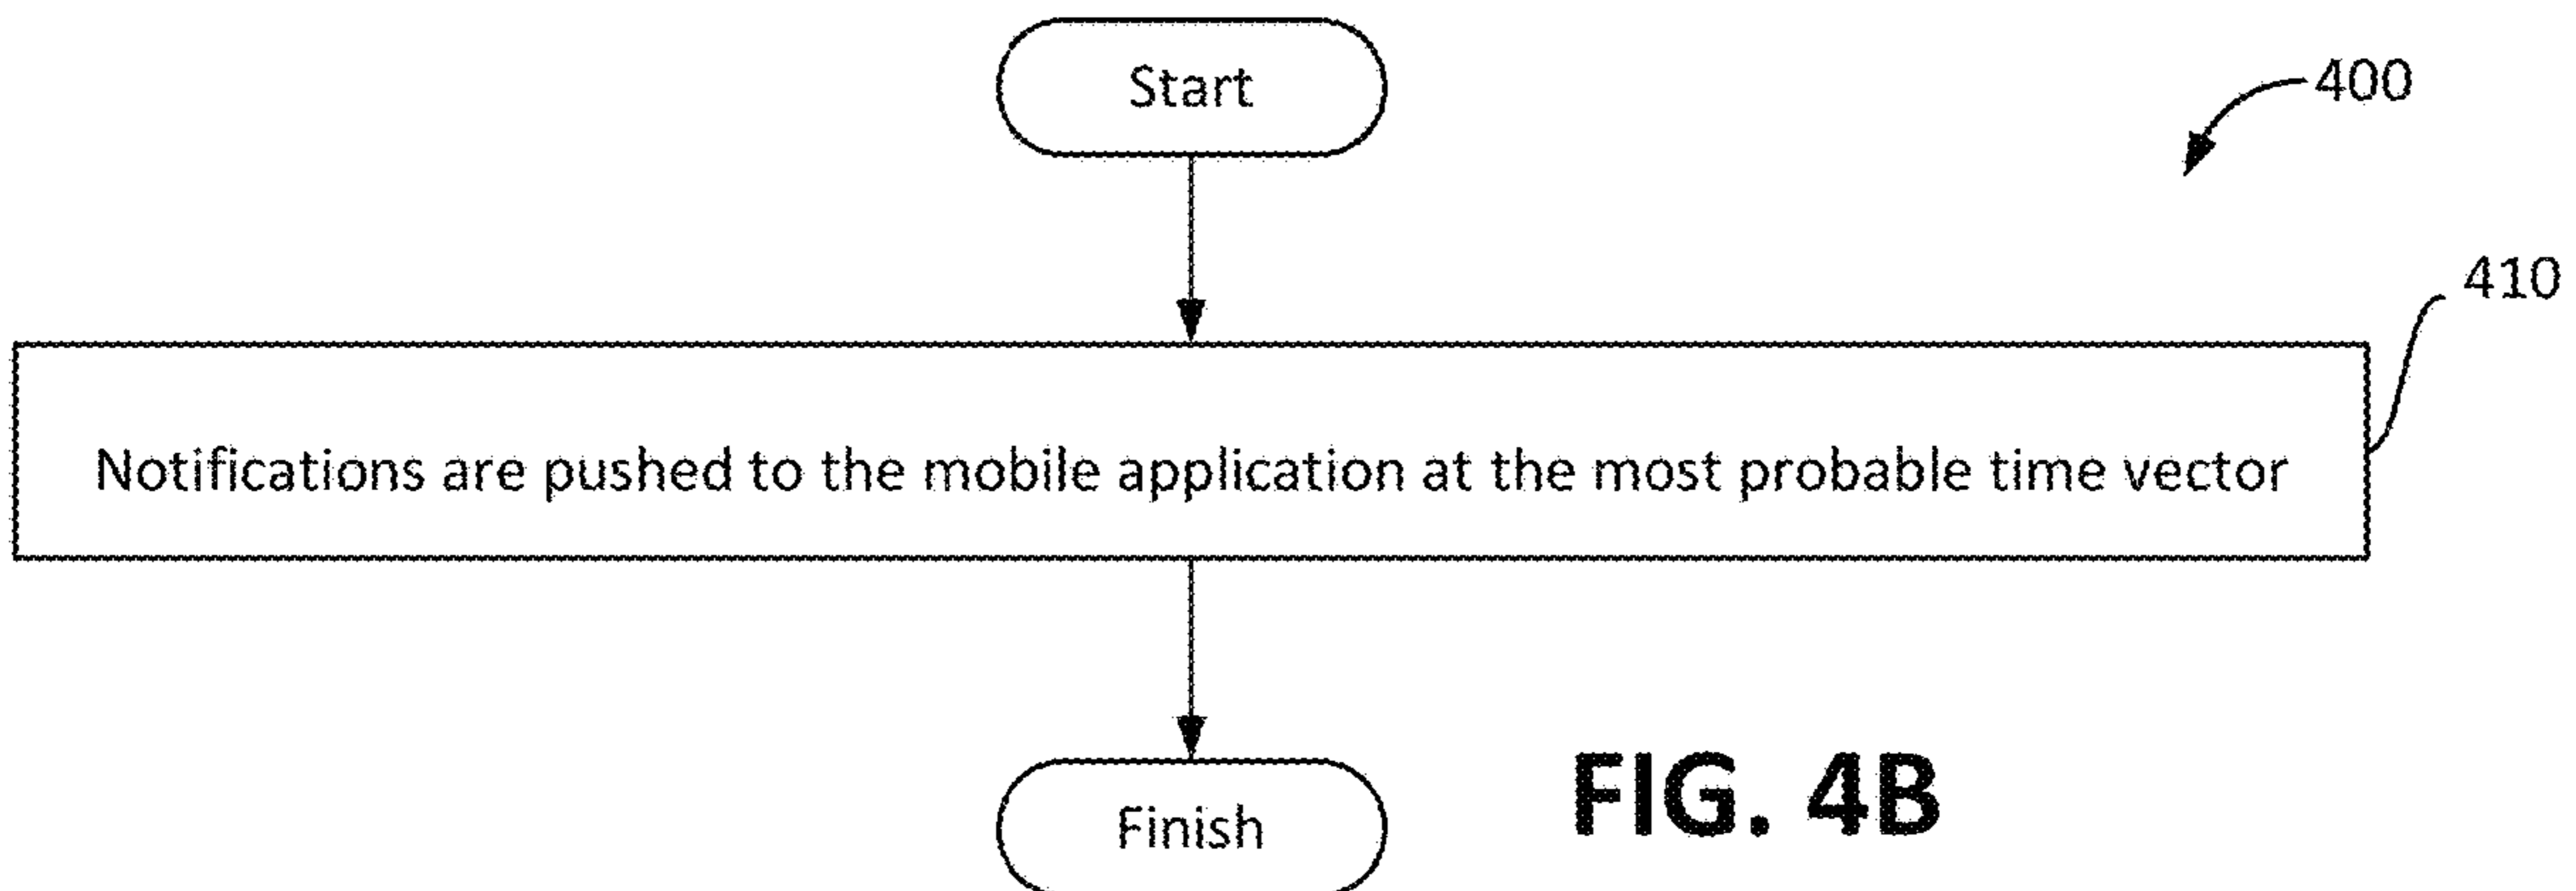 Start
400
410
Notifications are pushed to the mobile application at the most probable time vector
Finish
FIG. 4B